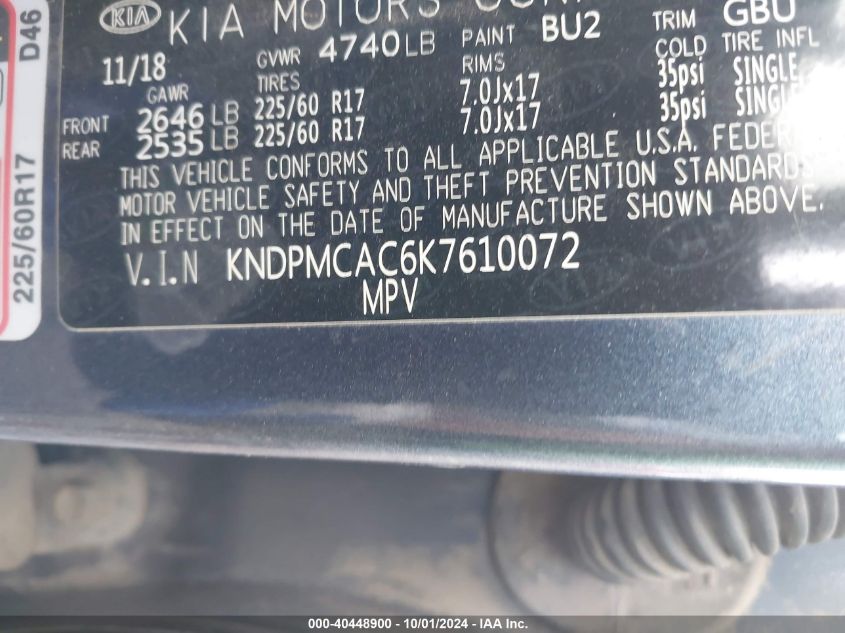 KIA KIA MOTORS
11/18 GVWR 4740LB PAINT BU2 TRIM GBU
GAWR TIRES RIMS COLD TIRE INFL
FRONT 2646 LB 225/60 R17 7.0Jx17 35psi SINGLE
REAR 2535 LB 225/60 R17 7.0Jx17 35psi
THIS VEHICLE CONFORMS TO ALL APPLICABLE U.S.A.
MOTOR VEHICLE SAFETY AND THEFT PREVENTION STANDARDS
IN EFFECT ON THE DATE OF MANUFACTURE SHOWN ABOVE.
V.I.N KNDPMCAC6K7610072
MPV
D46
225/60R17
000-40448900 - 10/01/2024 - IAA Inc.